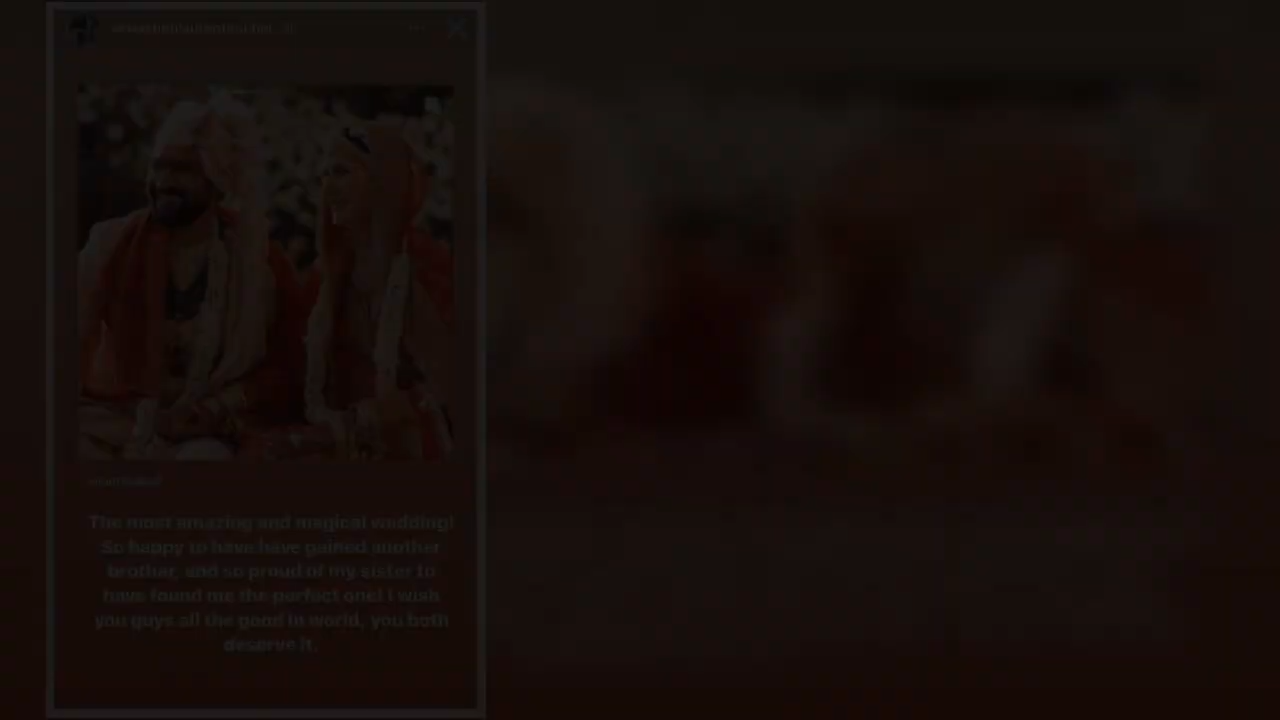 The most amazing and magical wedding!
So happy to have have gained another
brother, and so proud of my sister to
have found me the perfect one! I wish
you guys all the good in world, you both
deserve it.